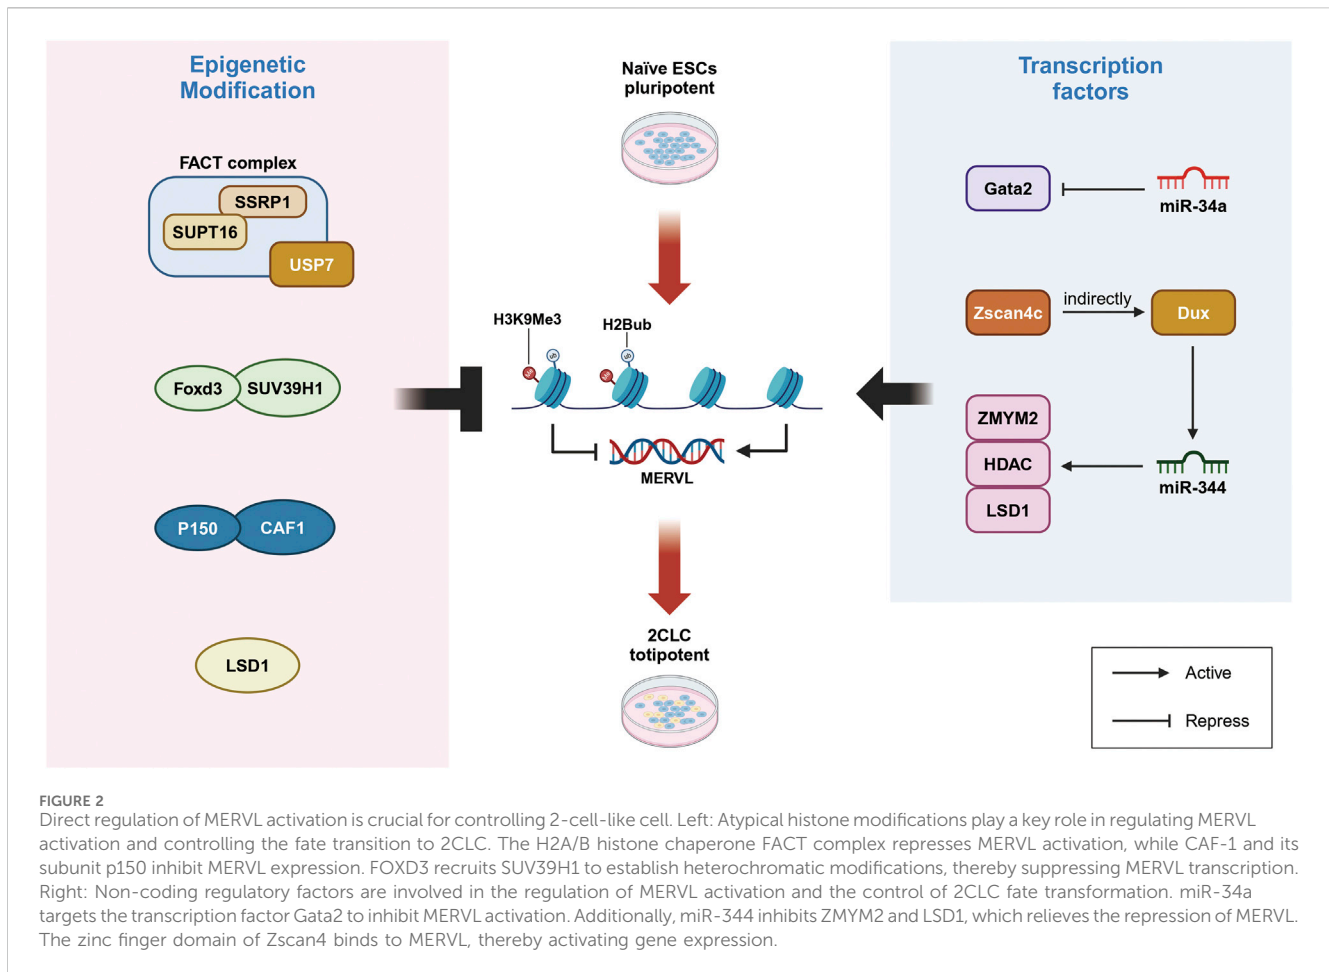 Epigenetic
Modification
FACT complex
SSRP1
SUPT16
USP7
Foxd3
SUV39H1
P150
CAF1
LSD1
Naïve ESCs
pluripotent
H3K9Me3
H2Bub
Ub
Ub
Me
Me
MERVL
2CLC
totipotent
Transcription
factors
Gata2
miR-34a
Zscan4c
indirectly
Dux
ZMYM2
HDAC
LSD1
miR-344
Active
Repress
FIGURE 2
Direct regulation of MERVL activation is crucial for controlling 2-cell-like cell. Left: Atypical histone modifications play a key role in regulating MERVL
activation and controlling the fate transition to 2CLC. The H2A/B histone chaperone FACT complex represses MERVL activation, while CAF-1 and its
subunit p150 inhibit MERVL expression. FOXD3 recruits SUV39H1 to establish heterochromatic modifications, thereby suppressing MERVL transcription.
Right: Non-coding regulatory factors are involved in the regulation of MERVL activation and the control of 2CLC fate transformation. miR-34a
targets the transcription factor Gata2 to inhibit MERVL activation. Additionally, miR-344 inhibits ZMYM2 and LSD1, which relieves the repression of MERVL.
The zinc finger domain of Zscan4 binds to MERVL, thereby activating gene expression.